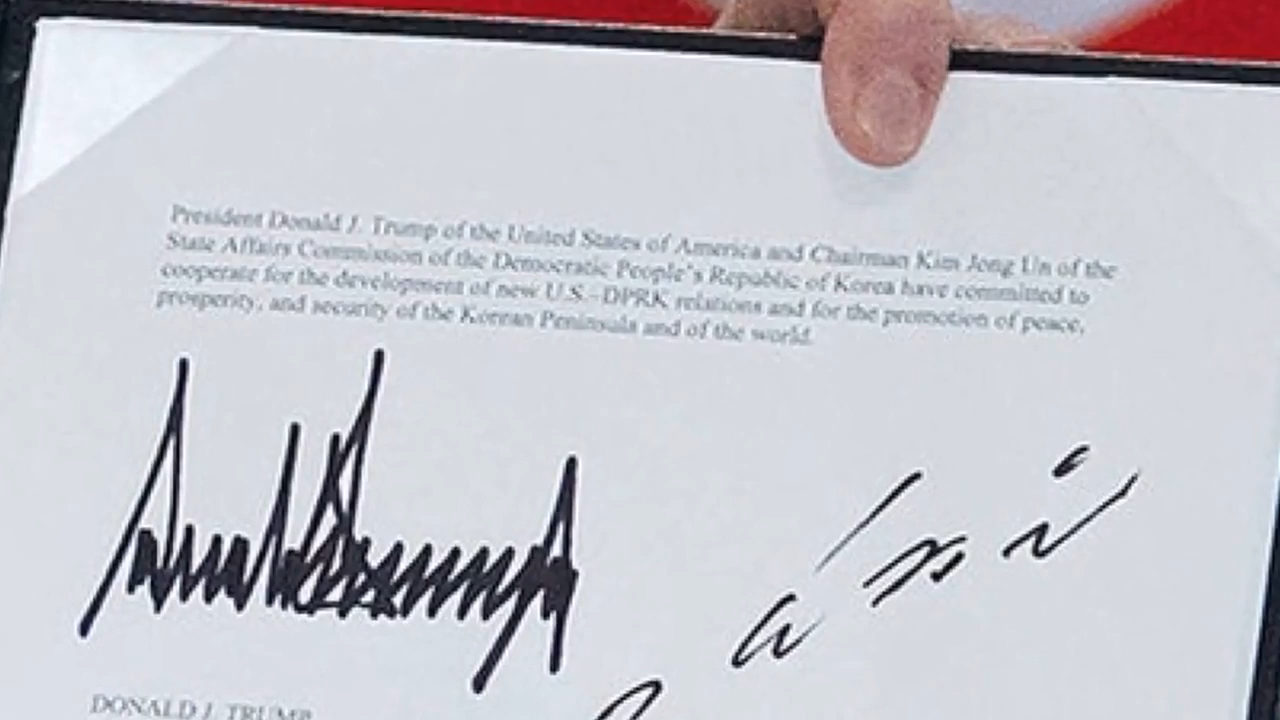 President Donald J. Trump of the United States of America and Chairman Kim Jong Un of the
State Affairs Commission of the Democratic People's Republic of Korea have committed to
cooperate for the development of new U.S.–DPRK relations and for the promotion of peace,
prosperity, and security of the Korean Peninsula and of the world.
DONALD J. TRUMP